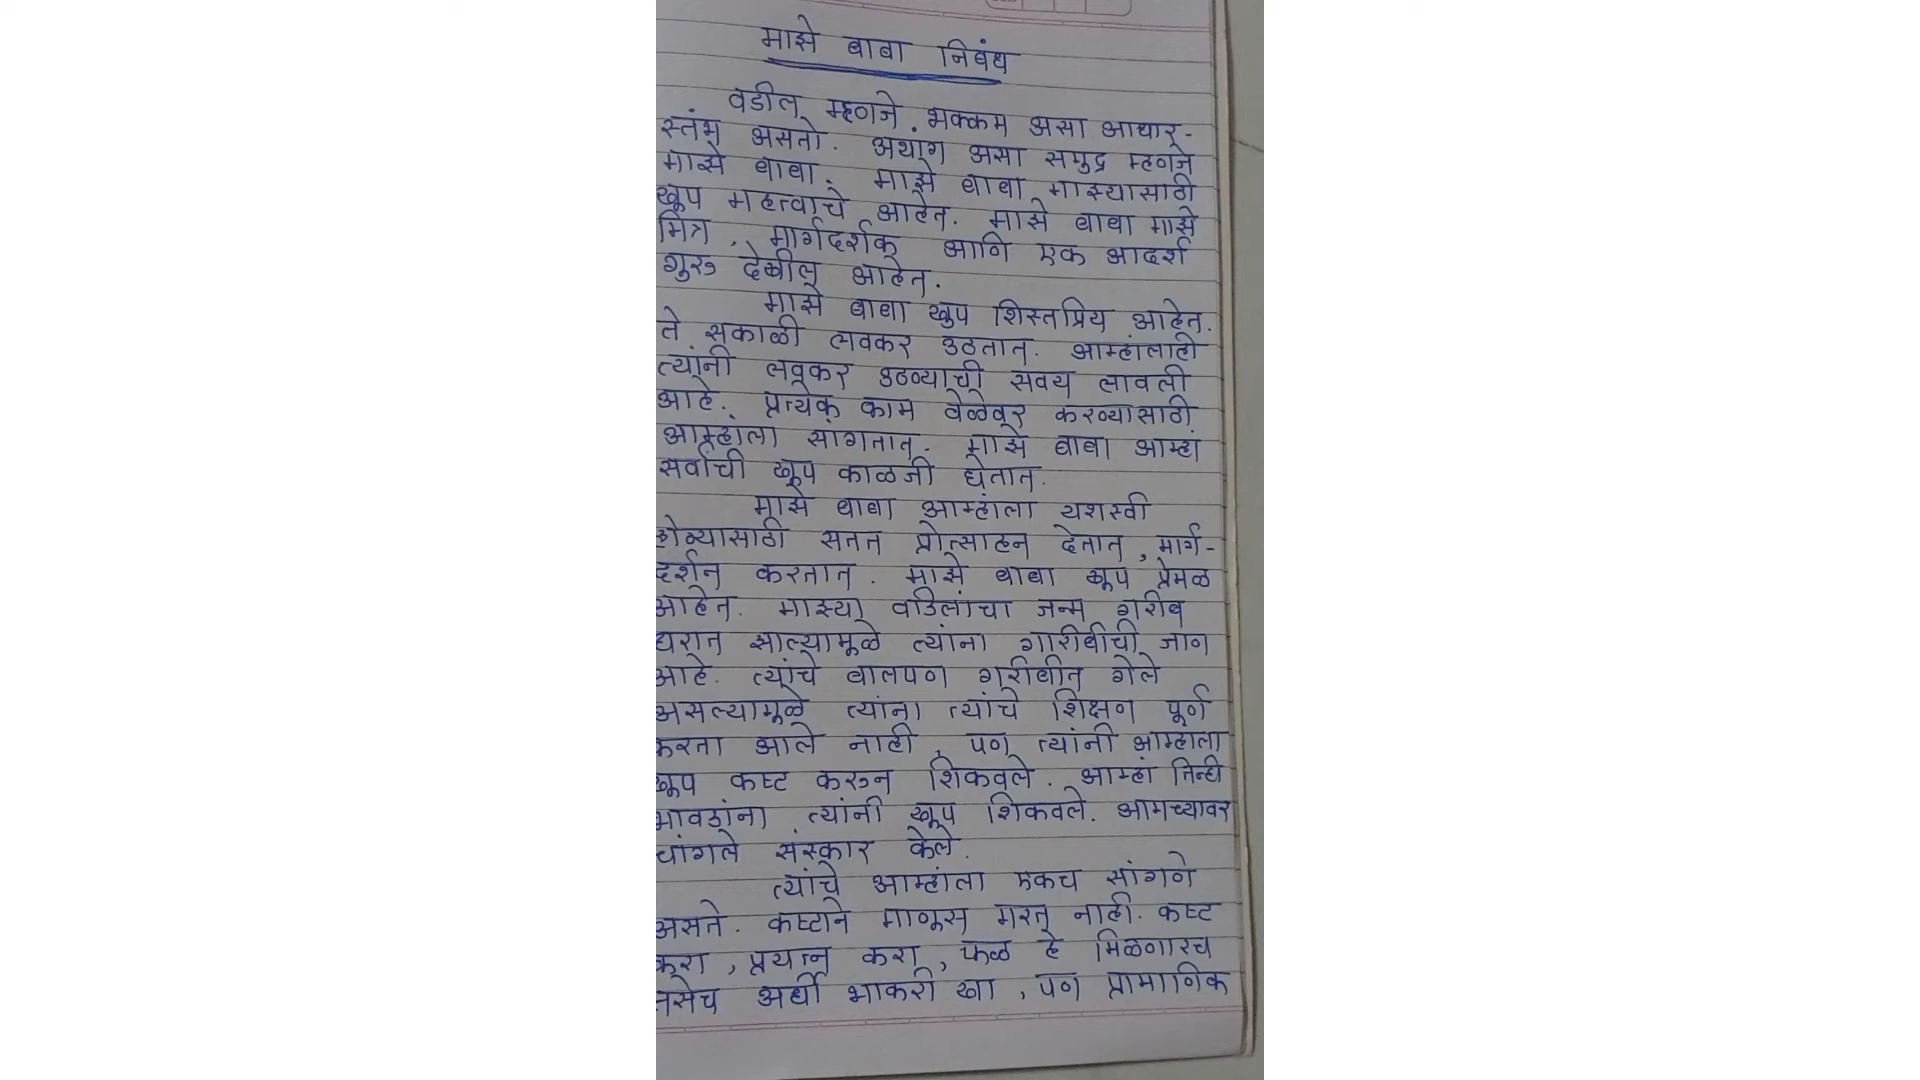 माझे बाबा निबंध
वडील म्हणजे भक्कम असा आधार-
स्तंभ असतो. अथांग असा समुद्र म्हणजे
माझे बाबा. माझे बाबा माझ्यासाठी
खूप महत्वाचे आहेत. माझे बाबा माझे
मित्र, मार्गदर्शक आणि एक आदर्श
गुरु देखील आहेत.
माझे बाबा खुप शिस्तप्रिय आहेत.
ते सकाळी लवकर उठतात. आम्हांलाही
त्यांनी लवकर उठण्याची सवय लावली
आहे. प्रत्येक काम वेळेवर करण्यासाठी
आम्हांला सांगतात. माझे बाबा आम्हां
सर्वांची खूप काळजी घेतात.
माझे बाबा आम्हांला यशस्वी
होण्यासाठी सतत प्रोत्साहन देतात, मार्ग-
दर्शन करतात. माझे बाबा खूप प्रेमळ
आहेत. माझ्या वडिलांचा जन्म गरीब
घरात झाल्यामूळे त्यांना गारीबीची जाण
आहे. त्यांचे बालपण गरीबीत गेले
असल्यामूळे त्यांना त्यांचे शिक्षण पूर्ण
करता आले नाही, पण त्यांनी आम्हांला
खूप कष्ट करुन शिकवले. आम्हां तिन्ही
भावडांना त्यांनी खूप शिकवले. आमच्यावर
चांगले संस्कार केले.
त्यांचे आम्हांला एकच सांगणे
असते. कष्टाने माणूस मरत नाही. कष्ट
करा, प्रयत्न करा, फळ हे मिळणारच
तसेच अर्धी भाकरी खा, पण प्रामाणिक